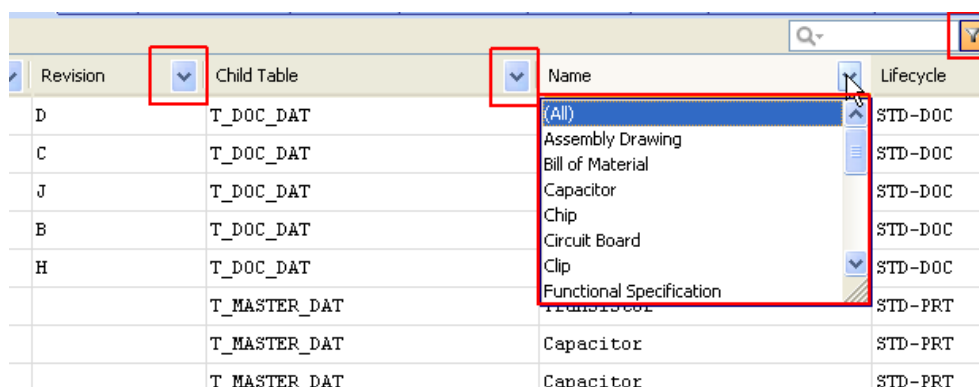 Revision Child Table Name Lifecycle
D T_DOC_DAT (All) STD-DOC
Assembly Drawing
C T_DOC_DAT Bill of Material STD-DOC
J T_DOC_DAT Capacitor STD-DOC
Chip
B T_DOC_DAT Circuit Board STD-DOC
H T_DOC_DAT Clip STD-DOC
Functional Specification
T_MASTER_DAT Transistor STD-PRT
T_MASTER_DAT Capacitor STD-PRT
T_MASTER_DAT Capacitor STD-PRT